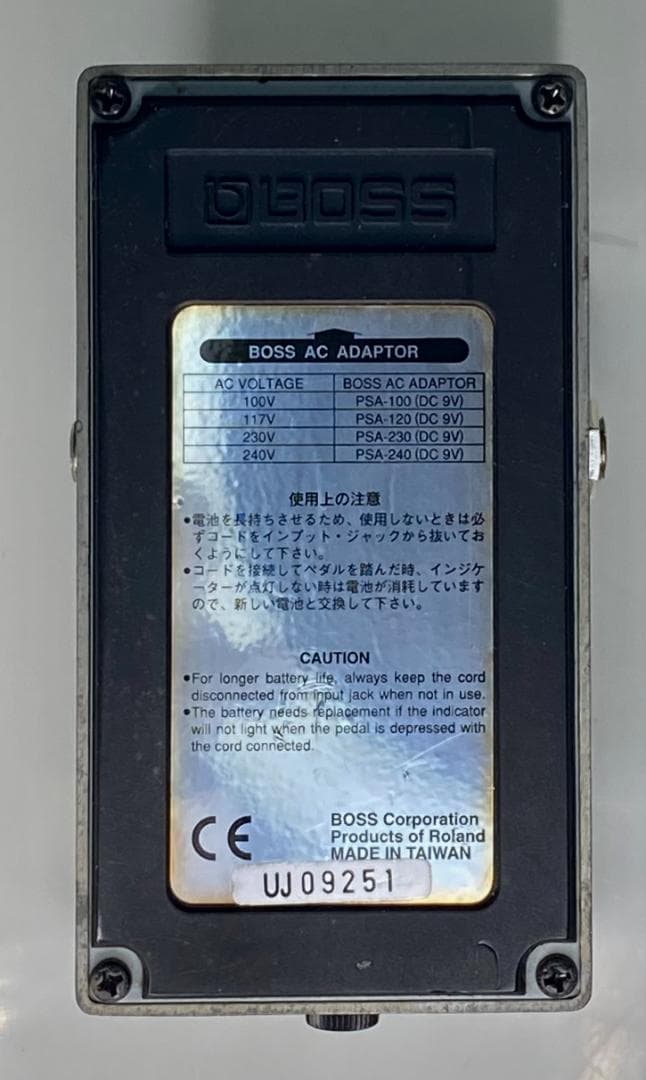 BOSS
BOSS AC ADAPTOR
AC VOLTAGE BOSS AC ADAPTOR
100V PSA-100 (DC 9V)
117V PSA-120 (DC 9V)
230V PSA-230 (DC 9V)
240V PSA-240 (DC 9V)
使用上の注意
●電池を長持ちさせるため、使用しないときは必
ずコードをインプット・ジャックから抜いてお
くようにして下さい。
●コードを接続してペダルを踏んだ時、インジケ
ーターが点灯しない時は電池が消耗しています
ので、新しい電池と交換して下さい。
CAUTION
●For longer battery life, always keep the cord
disconnected from input jack when not in use.
●The battery needs replacement if the indicator
will not light when the pedal is depressed with
the cord connected.
CE
BOSS Corporation
Products of Roland
MADE IN TAIWAN
UJ09251